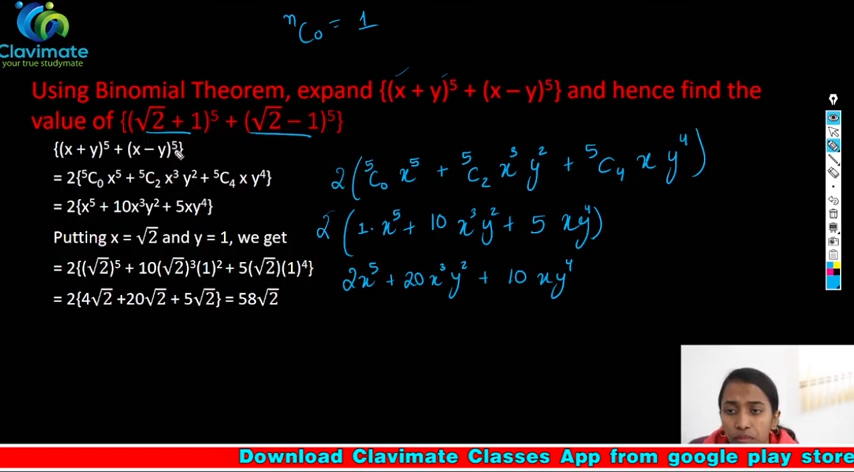 ⁿC₀ = 1
Clavimate
your true studymate
Using Binomial Theorem, expand {(x + y)⁵ + (x – y)⁵} and hence find the
value of {(√2 + 1)⁵ + (√2 – 1)⁵}
{(x + y)⁵ + (x – y)⁵}
= 2{⁵C₀ x⁵ + ⁵C₂ x³ y² + ⁵C₄ x y⁴}
= 2{x⁵ + 10x³y² + 5xy⁴}
Putting x = √2 and y = 1, we get
= 2{(√2)⁵ + 10(√2)³(1)² + 5(√2)(1)⁴}
= 2{4√2 +20√2 + 5√2} = 58√2
2(⁵C₀ x⁵ + ⁵C₂ x³ y² + ⁵C₄ x y⁴)
2(1. x⁵ + 10 x³y² + 5 xy⁴)
2x⁵ + 20x³y² + 10 xy⁴
Download Clavimate Classes App from google play store